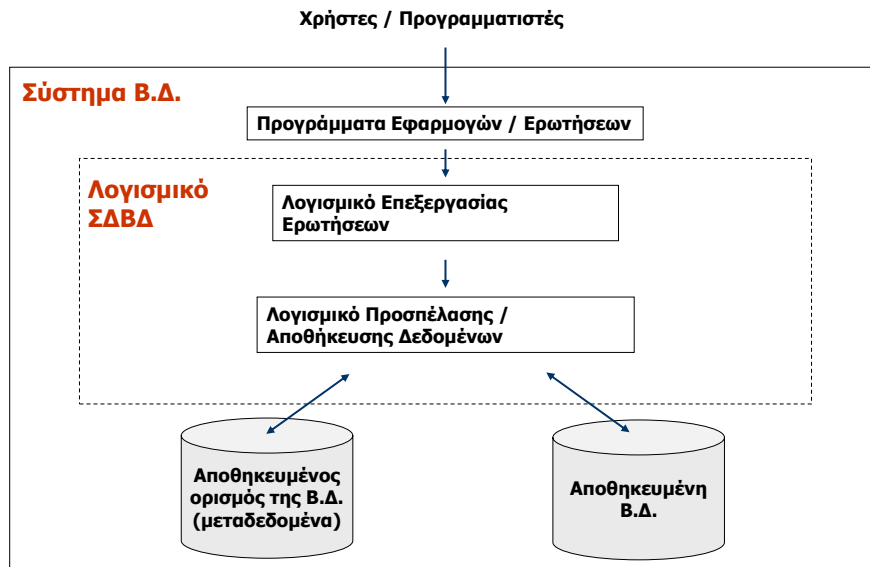 Χρήστες / Προγραμματιστές
Σύστημα Β.Δ.
Προγράμματα Εφαρμογών / Ερωτήσεων
Λογισμικό
ΣΔΒΔ
Λογισμικό Επεξεργασίας
Ερωτήσεων
Λογισμικό Προσπέλασης /
Αποθήκευσης Δεδομένων
Αποθηκευμένος
ορισμός της Β.Δ.
(μεταδεδομένα)
Αποθηκευμένη
Β.Δ.